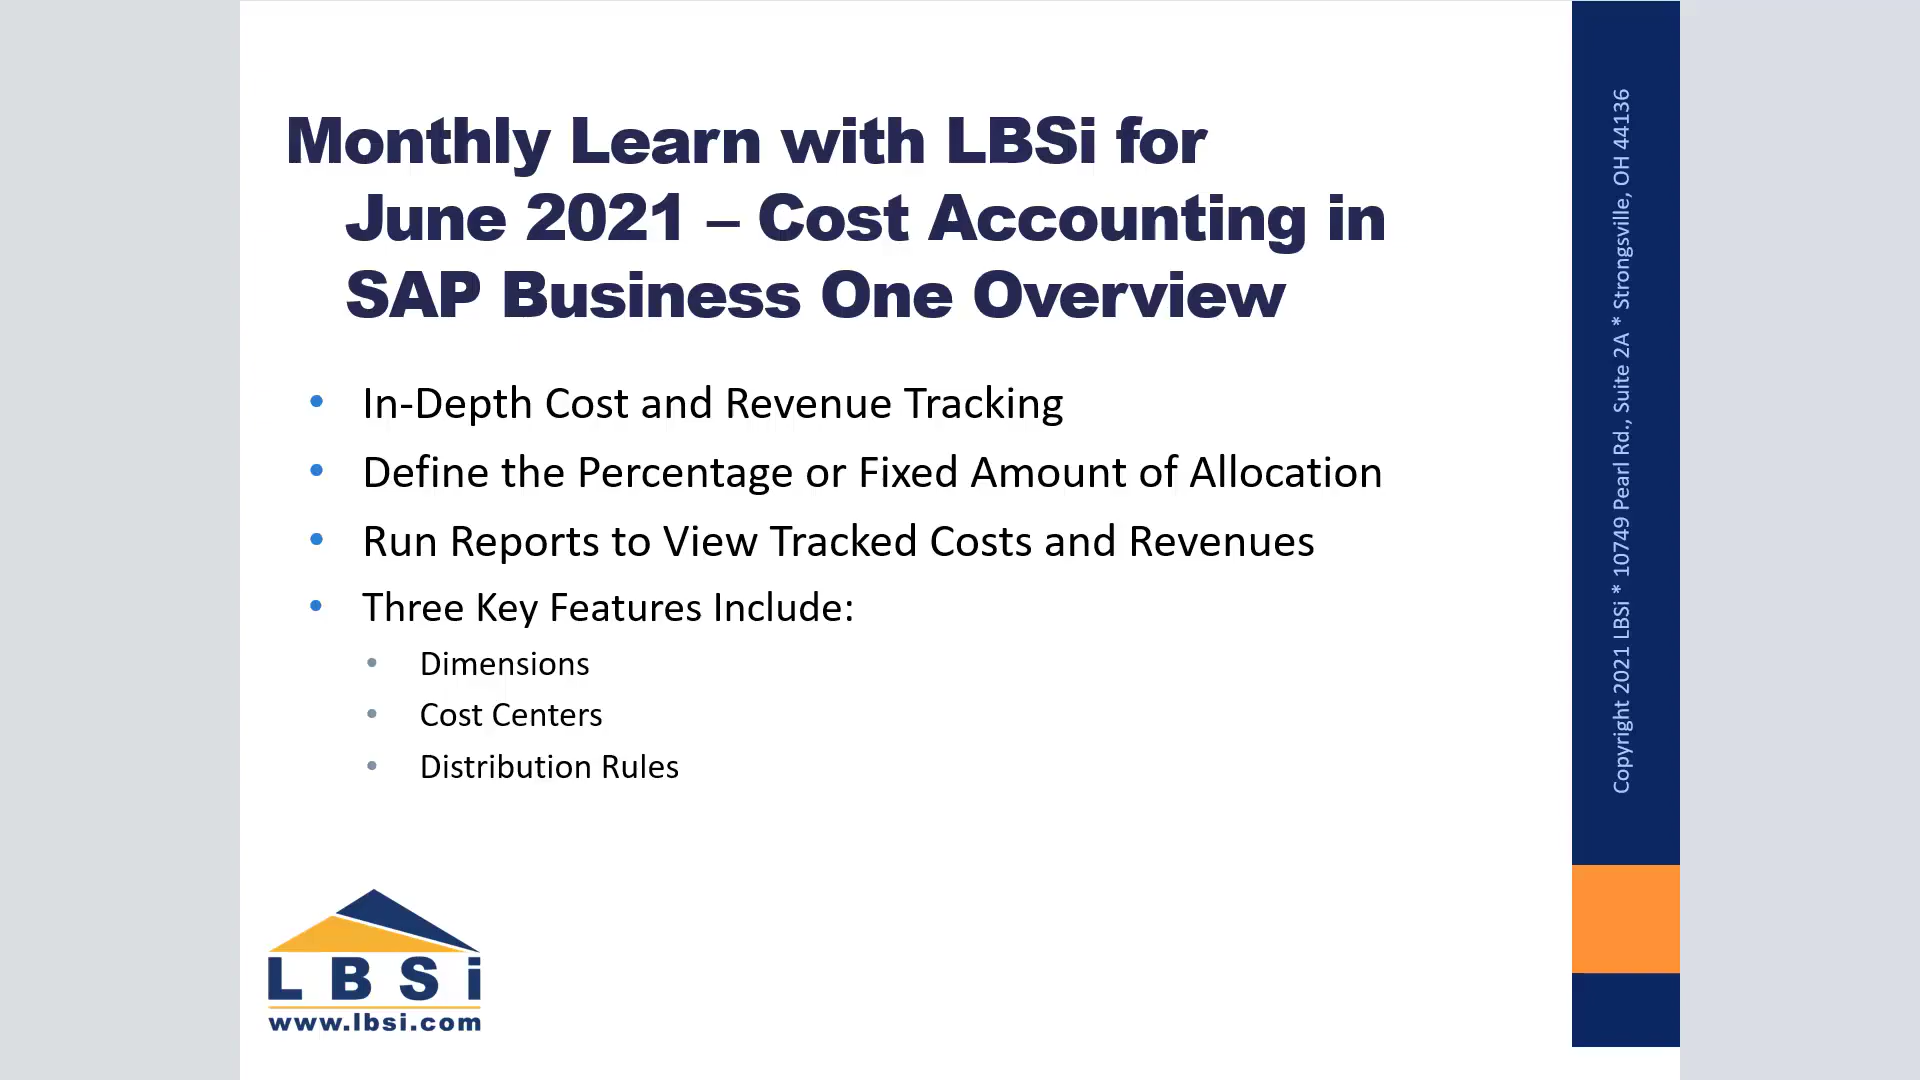 Monthly Learn with LBSi for
June 2021 – Cost Accounting in
SAP Business One Overview
• In-Depth Cost and Revenue Tracking
• Define the Percentage or Fixed Amount of Allocation
• Run Reports to View Tracked Costs and Revenues
• Three Key Features Include:
• Dimensions
• Cost Centers
• Distribution Rules
LBSi
www.lbsi.com
Copyright 2021 LBSi * 10749 Pearl Rd., Suite 2A * Strongsville, OH 44136